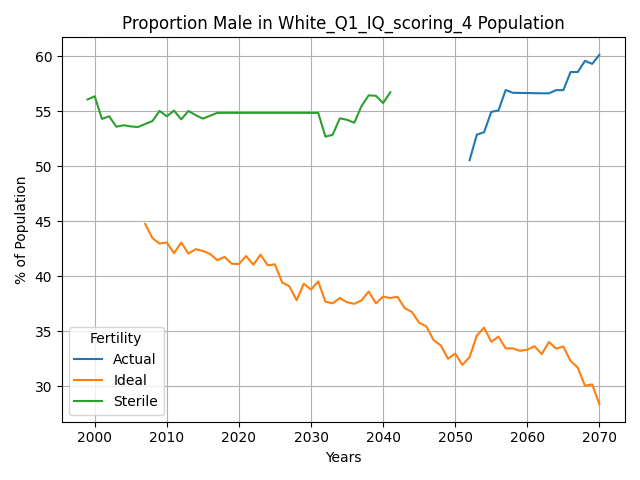 Proportion Male in White_Q1_IQ_scoring_4 Population
% of Population
60
55
50
45
40
35
30
Fertility
Actual
Ideal
Sterile
2000 2010 2020 2030 2040 2050 2060 2070
Years